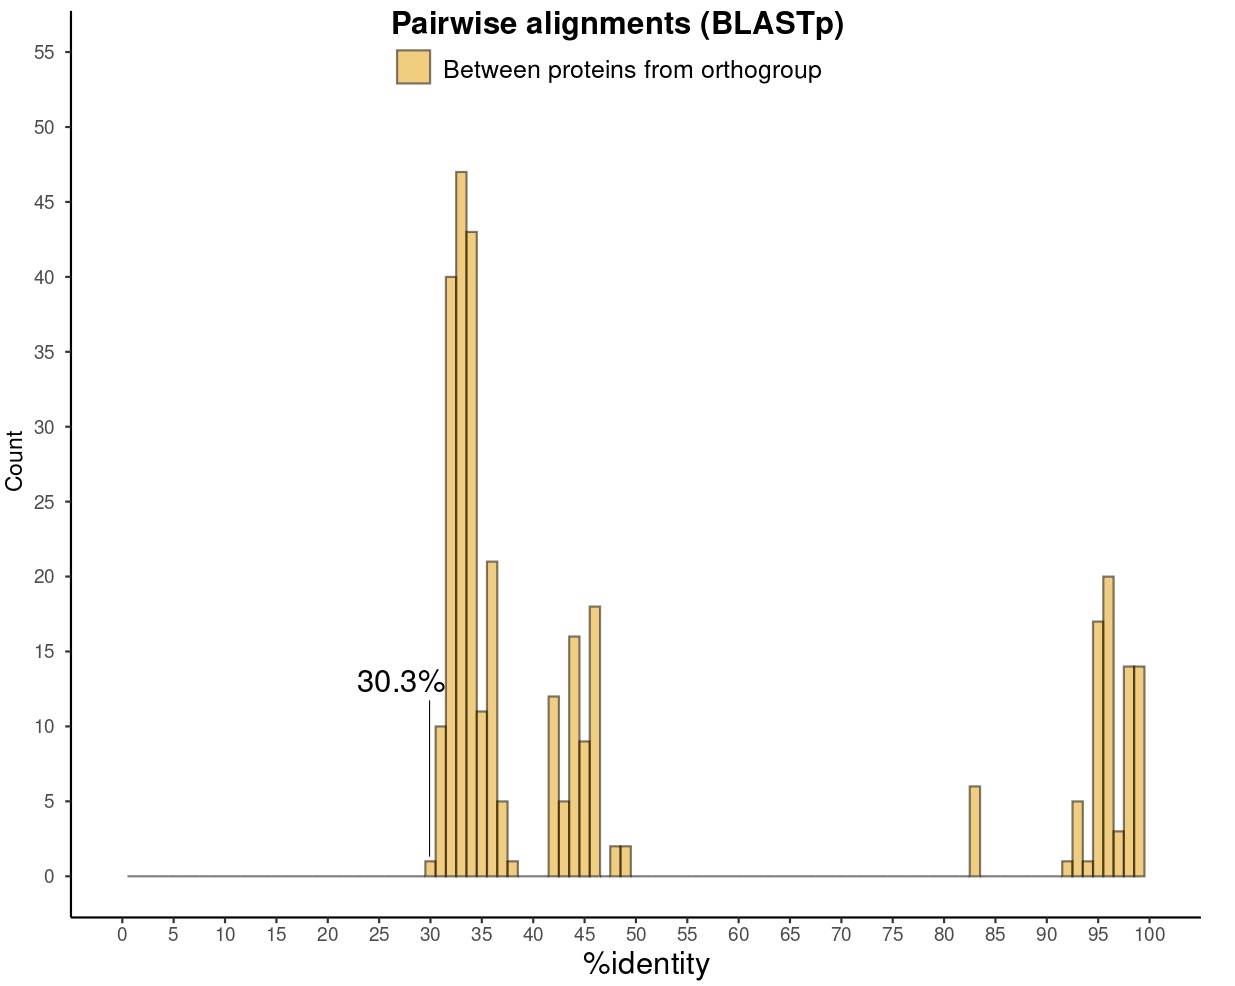 Pairwise alignments (BLASTp)
Between proteins from orthogroup
55
50
45
40
35
30
25
20
15
10
5
0
Count
30.3%
0 5 10 15 20 25 30 35 40 45 50 55 60 65 70 75 80 85 90 95 100
%identity